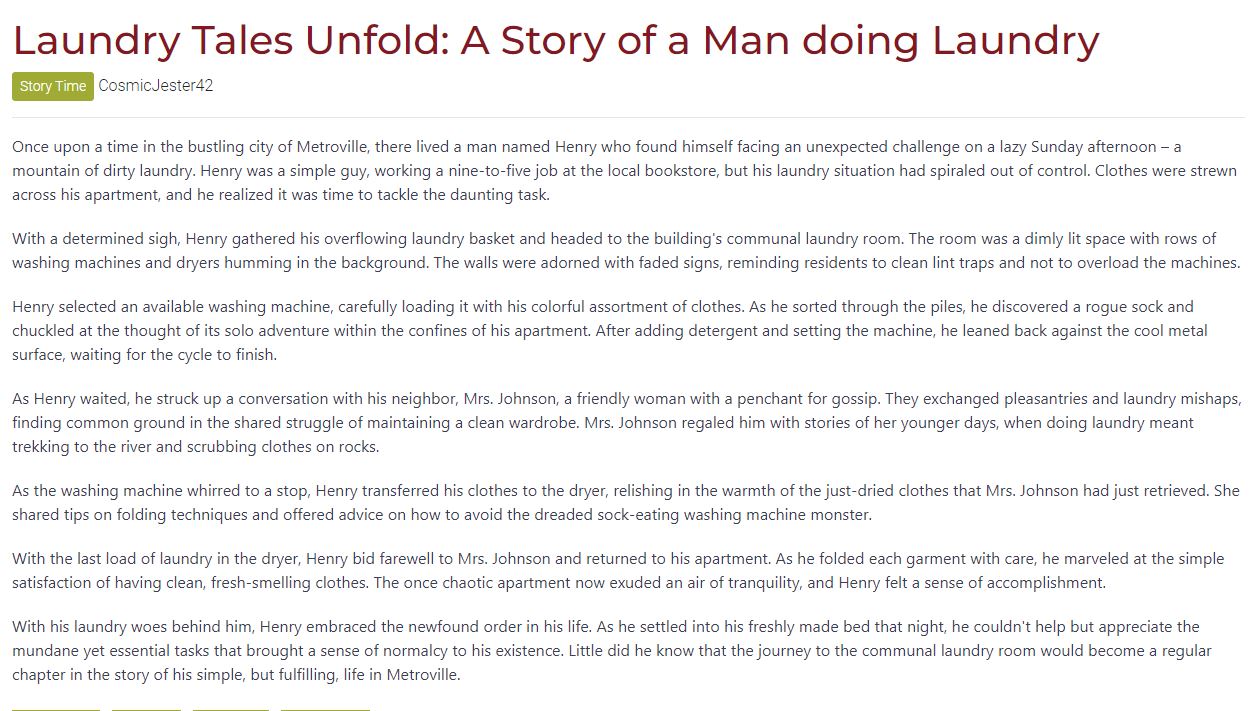 Laundry Tales Unfold: A Story of a Man doing Laundry
Story Time CosmicJester42
Once upon a time in the bustling city of Metroville, there lived a man named Henry who found himself facing an unexpected challenge on a lazy Sunday afternoon – a
mountain of dirty laundry. Henry was a simple guy, working a nine-to-five job at the local bookstore, but his laundry situation had spiraled out of control. Clothes were strewn
across his apartment, and he realized it was time to tackle the daunting task.
With a determined sigh, Henry gathered his overflowing laundry basket and headed to the building's communal laundry room. The room was a dimly lit space with rows of
washing machines and dryers humming in the background. The walls were adorned with faded signs, reminding residents to clean lint traps and not to overload the machines.
Henry selected an available washing machine, carefully loading it with his colorful assortment of clothes. As he sorted through the piles, he discovered a rogue sock and
chuckled at the thought of its solo adventure within the confines of his apartment. After adding detergent and setting the machine, he leaned back against the cool metal
surface, waiting for the cycle to finish.
As Henry waited, he struck up a conversation with his neighbor, Mrs. Johnson, a friendly woman with a penchant for gossip. They exchanged pleasantries and laundry mishaps,
finding common ground in the shared struggle of maintaining a clean wardrobe. Mrs. Johnson regaled him with stories of her younger days, when doing laundry meant
trekking to the river and scrubbing clothes on rocks.
As the washing machine whirred to a stop, Henry transferred his clothes to the dryer, relishing in the warmth of the just-dried clothes that Mrs. Johnson had just retrieved. She
shared tips on folding techniques and offered advice on how to avoid the dreaded sock-eating washing machine monster.
With the last load of laundry in the dryer, Henry bid farewell to Mrs. Johnson and returned to his apartment. As he folded each garment with care, he marveled at the simple
satisfaction of having clean, fresh-smelling clothes. The once chaotic apartment now exuded an air of tranquility, and Henry felt a sense of accomplishment.
With his laundry woes behind him, Henry embraced the newfound order in his life. As he settled into his freshly made bed that night, he couldn't help but appreciate the
mundane yet essential tasks that brought a sense of normalcy to his existence. Little did he know that the journey to the communal laundry room would become a regular
chapter in the story of his simple, but fulfilling, life in Metroville.